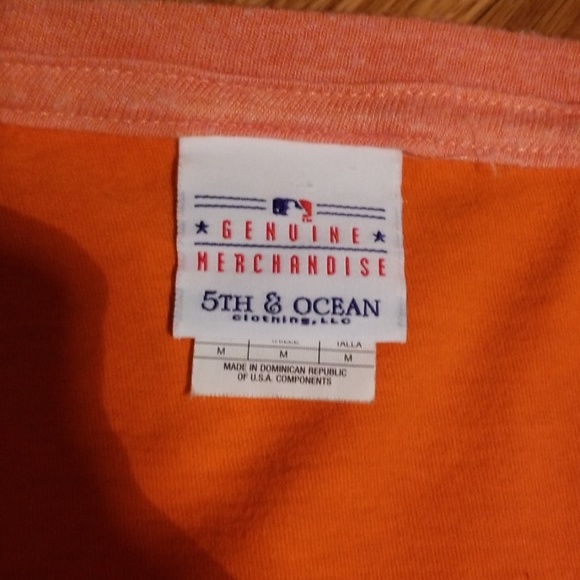 GENUINE
MERCHANDISE
5TH & OCEAN
Clothing, LLC
TALLA
M M M
MADE IN DOMINICAN REPUBLIC
OF U.S.A. COMPONENTS